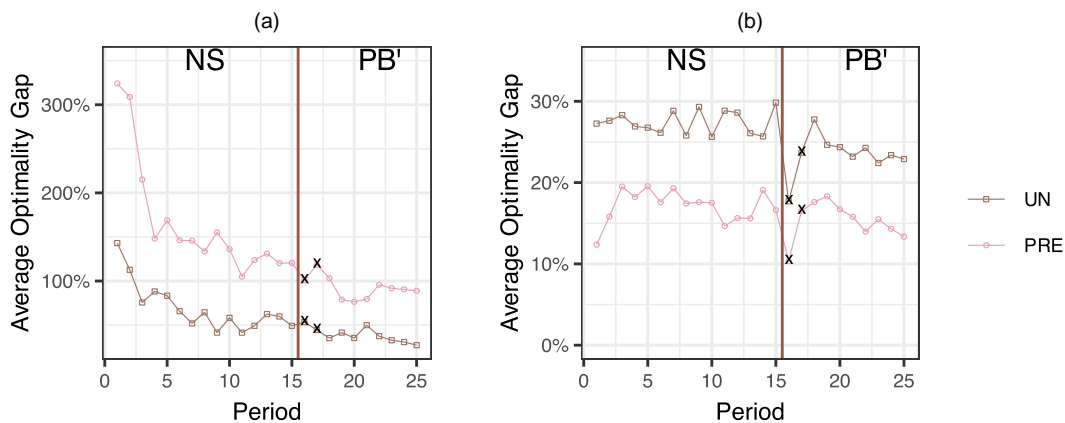 (a)
NS
PB'
Average Optimality Gap
300%
200%
100%
0
5
10
15
20
25
Period
X
X
X
X
(b)
NS
PB'
Average Optimality Gap
30%
20%
10%
0%
0
5
10
15
20
25
Period
X
X
X
X
UN
PRE